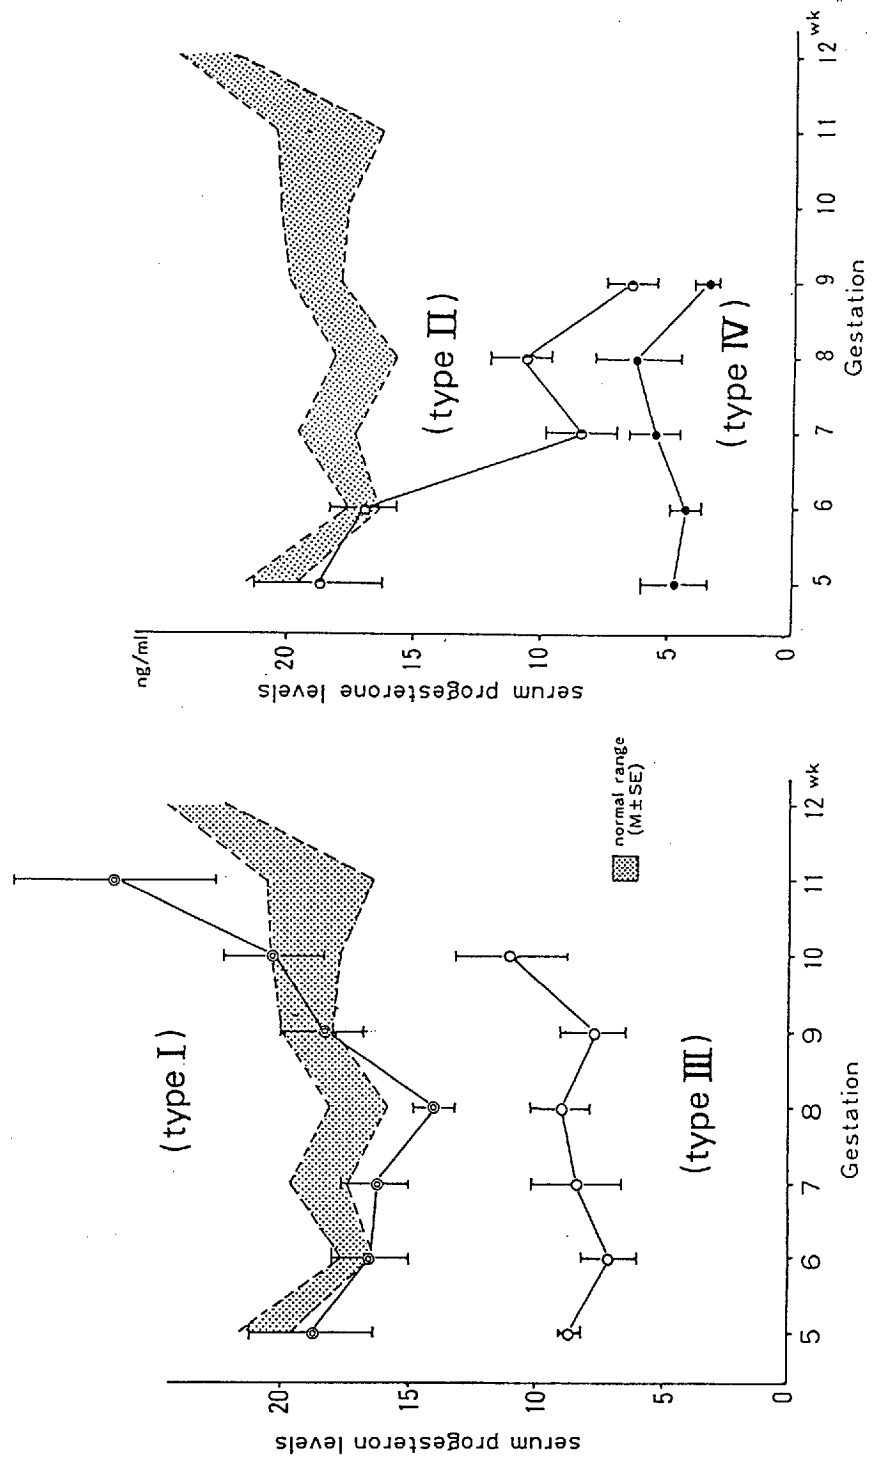 serum progesteron levels
20
15
10
5
0
(type I)
(type III)
normal range
(M±SE)
5
6
7
8
9
10
11
12 wk
Gestation
ng/ml
serum progesterone levels
20
15
10
5
0
(type II)
(type IV)
5
6
7
8
9
10
11
12 wk
Gestation